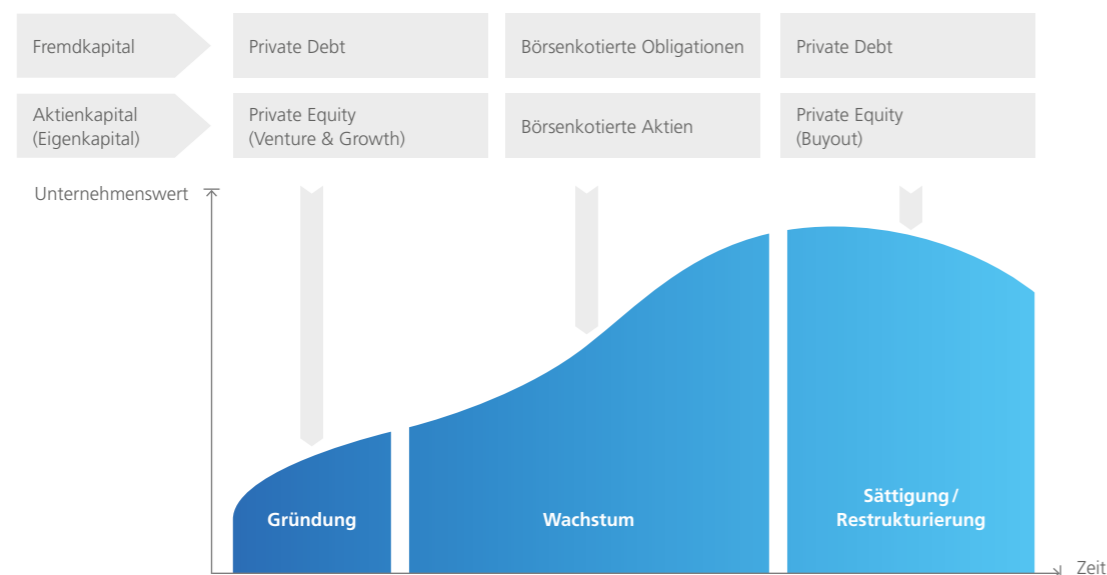 Fremdkapital
Private Debt
Börsenkotierte Obligationen
Private Debt
Aktienkapital
(Eigenkapital)
Private Equity
(Venture & Growth)
Börsenkotierte Aktien
Private Equity
(Buyout)
Unternehmenswert
Gründung
Wachstum
Sättigung /
Restrukturierung
Zeit